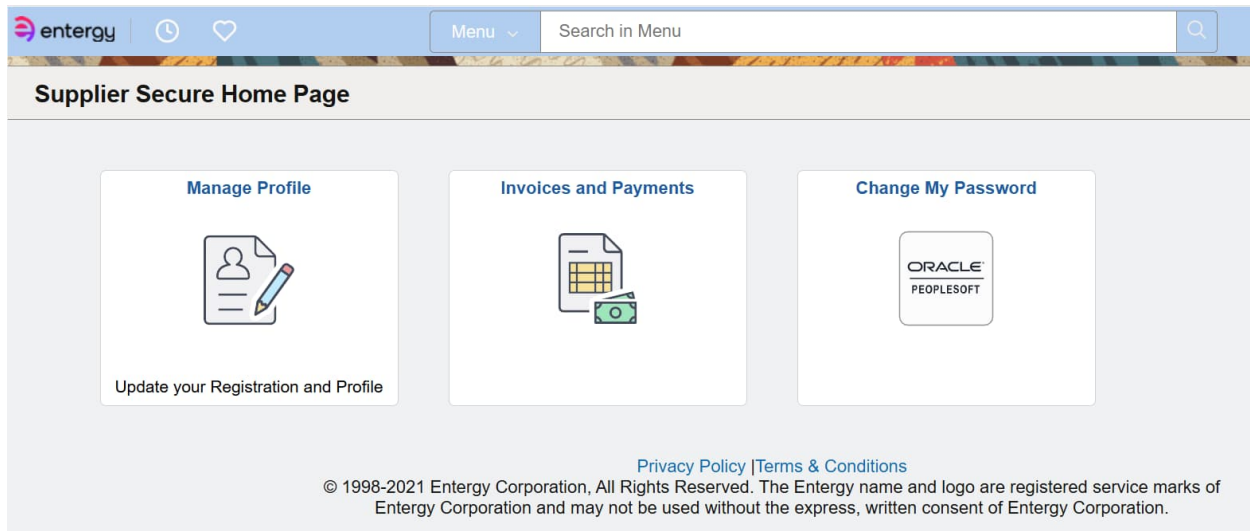 entergy
Menu
Search in Menu
Supplier Secure Home Page
Manage Profile
Invoices and Payments
Change My Password
ORACLE
PEOPLESOFT
Update your Registration and Profile
Privacy Policy |Terms & Conditions
© 1998-2021 Entergy Corporation, All Rights Reserved. The Entergy name and logo are registered service marks of
Entergy Corporation and may not be used without the express, written consent of Entergy Corporation.